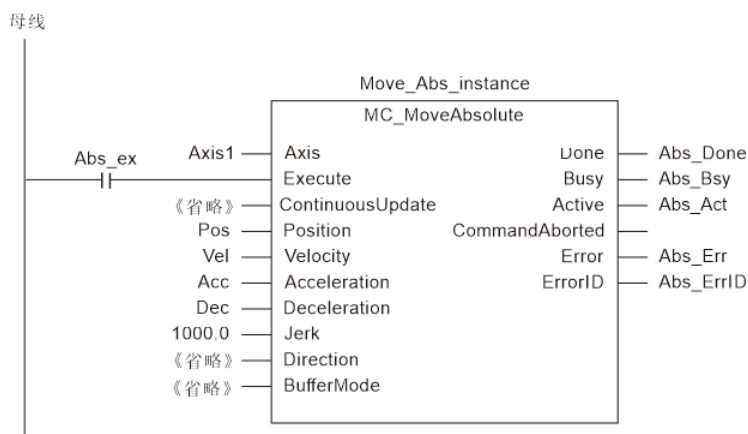 母线
Move_Abs_instance
MC_MoveAbsolute
Axis1 Axis Done Abs_Done
Abs_ex Execute Busy Abs_Bsy
《省略》 ContinuousUpdate Active Abs_Act
Pos Position CommandAborted
Vel Velocity Error Abs_Err
Acc Acceleration ErrorID Abs_ErrID
Dec Deceleration
1000.0 Jerk
《省略》 Direction
《省略》 BufferMode